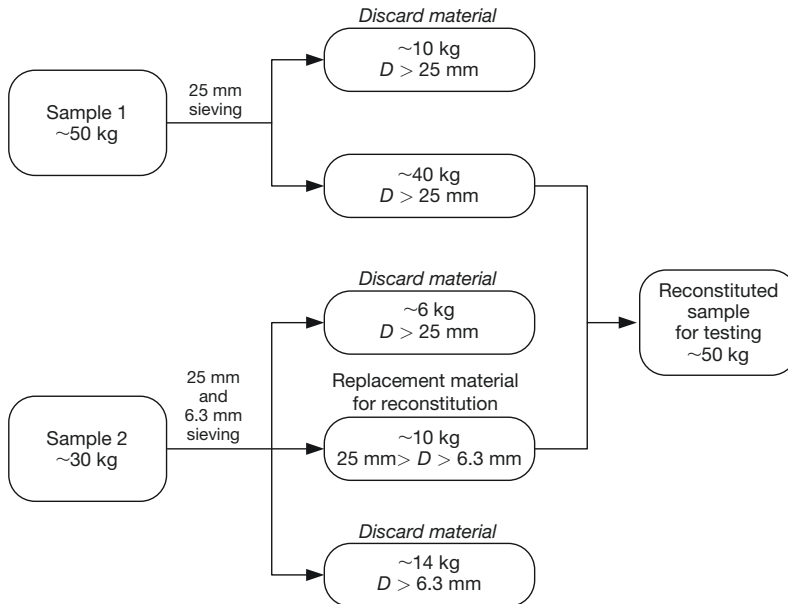 Discard material
~10 kg
D > 25 mm
Sample 1
~50 kg
25 mm
sieving
~40 kg
D > 25 mm
Discard material
~6 kg
D > 25 mm
Reconstituted
sample
for testing
~50 kg
Sample 2
~30 kg
25 mm
and
6.3 mm
sieving
Replacement material
for reconstitution
~10 kg
25 mm> D > 6.3 mm
Discard material
~14 kg
D > 6.3 mm